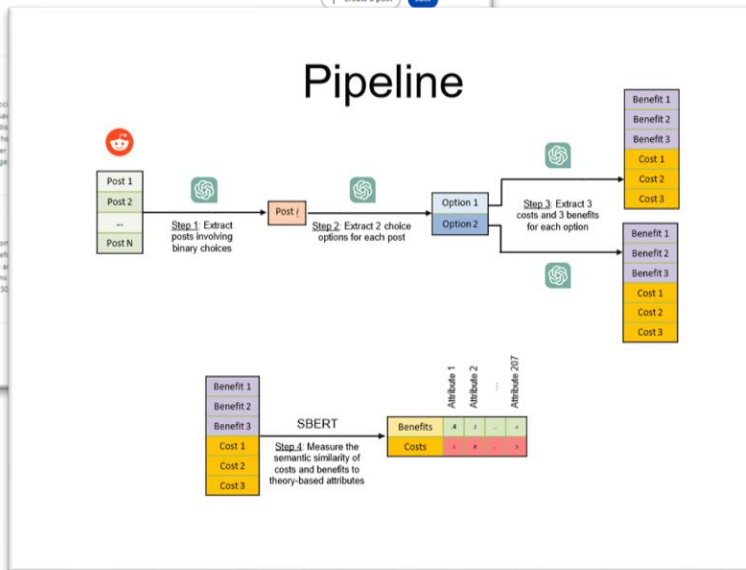 Pipeline
Post 1
Post 2
...
Post N
Step 1: Extract
posts involving
binary choices
Post i
Step 2: Extract 2 choice
options for each post
Option 1
Option 2
Step 3: Extract 3
costs and 3 benefits
for each option
Benefit 1
Benefit 2
Benefit 3
Cost 1
Cost 2
Cost 3
Benefit 1
Benefit 2
Benefit 3
Cost 1
Cost 2
Cost 3
Benefit 1
Benefit 2
Benefit 3
Cost 1
Cost 2
Cost 3
SBERT
Step 4: Measure the
semantic similarity of
costs and benefits to
theory-based attributes
Attribute 1
Attribute 2
...
Attribute 207
Benefits
Costs